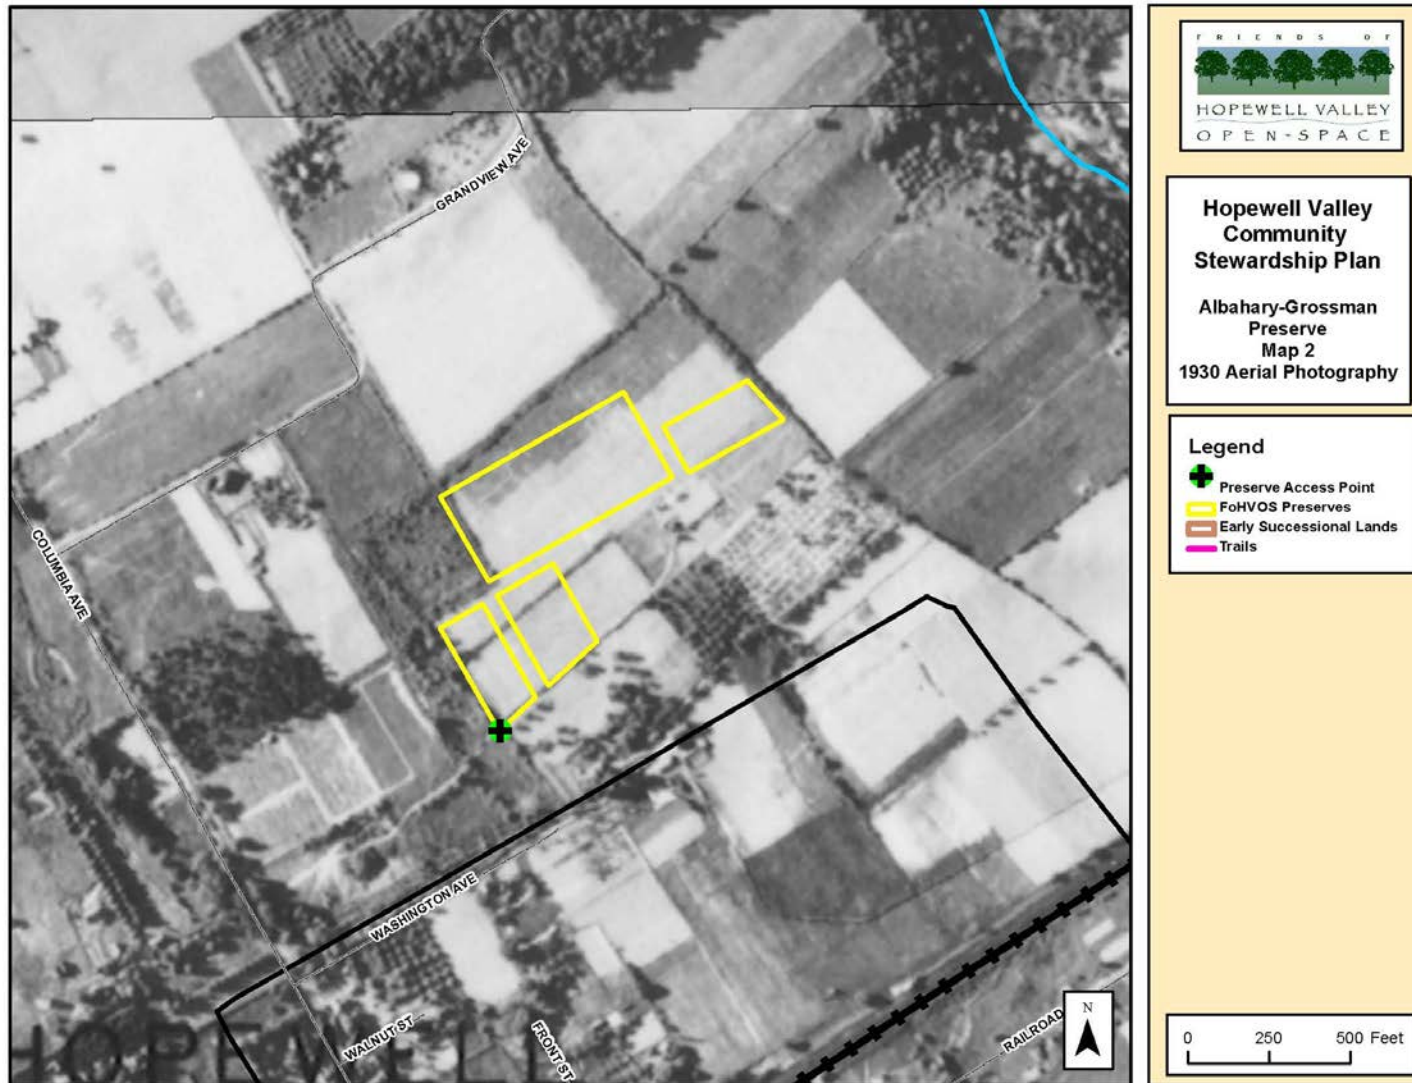 GRANDVIEW AVE
COLUMBIA AVE
WASHINGTON AVE
WALNUT ST
FRONT ST
RAILROAD
HOPEWELL
N
FRIENDS OF
HOPEWELL VALLEY
OPEN-SPACE
Hopewell Valley
Community
Stewardship Plan
Albahary-Grossman
Preserve
Map 2
1930 Aerial Photography
Legend
Preserve Access Point
FoHVOS Preserves
Early Successional Lands
Trails
0 250 500 Feet